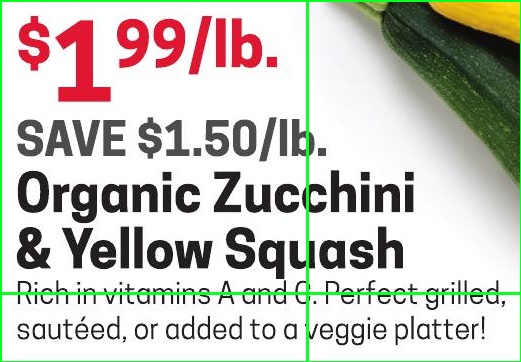 $1 99/lb.
SAVE $1.50/lb.
Organic Zucchini
& Yellow Squash
Rich in vitamins A and C. Perfect grilled,
sautéed, or added to a veggie platter!